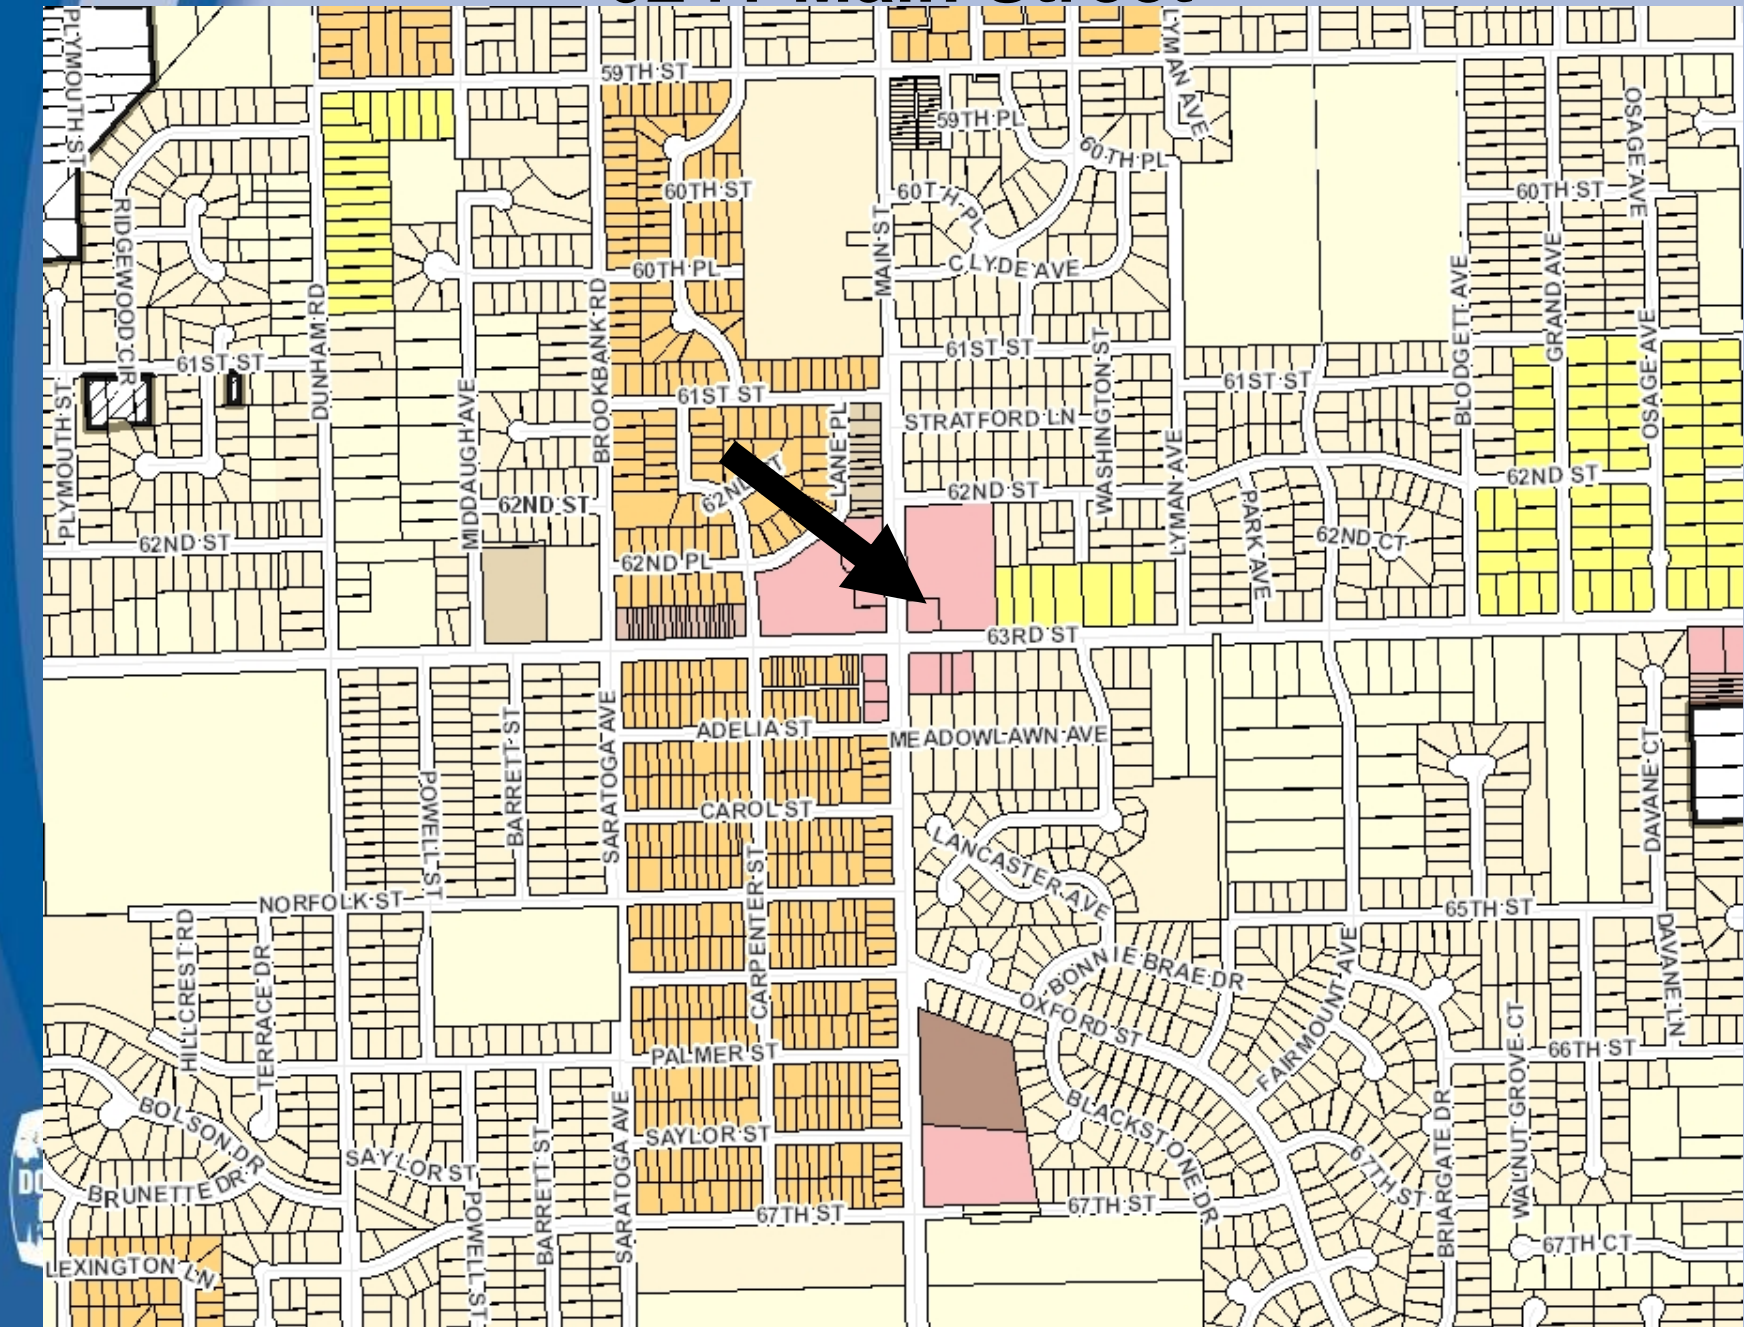 Main Street
PLYMOUTH ST
LYMAN AVE
59TH ST
59TH PL
60TH PL
OSAGE AVE
60TH ST
60TH PL
60TH ST
RIDGEWOOD CIR
MAIN ST
60TH PL
CLYDE AVE
DUNHAM RD
BROOKBANK RD
BLODGETT AVE
GRAND AVE
61ST ST
61ST ST
WASHINGTON ST
OSAGE AVE
61ST ST
61ST ST
PLYMOUTH ST
MIDDAUGH AVE
LANE PL
STRATFORD LN
LYMAN AVE
62ND ST
62ND ST
62ND ST
62ND ST
PARK AVE
62ND ST
62ND PL
62ND CT
63RD ST
SARATOGA AVE
BARRETT ST
ADELIA ST
MEADOWLAWN AVE
DAVANE CT
POWELL ST
CAROL ST
LANCASTER AVE
CARPENTER ST
NORFOLK ST
65TH ST
HILLCREST RD
TERRACE DR
BONNIE BRAE DR
FAIRMOUNT AVE
DAVANE LN
OXFORD ST
WALNUT GROVE CT
PALMER ST
66TH ST
BOLSON DR
BLACKSTONE DR
BRIARGATE DR
SARATOGA AVE
BARRETT ST
SAYLOR ST
SAYLOR ST
67TH ST
BRUNETTE DR
POWELL ST
67TH ST
67TH ST
67TH CT
LEXINGTON LN